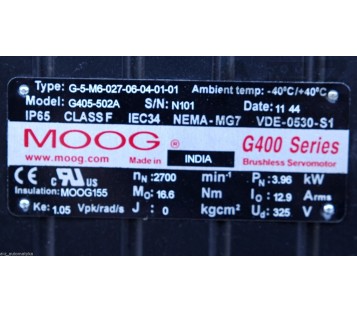 Type: G-5-M6-027-06-04-01-01 Ambient temp: -40°C/+40°C
Model: G405-502A S/N: N101 Date: 11 44
IP65 CLASS F IEC34 NEMA-MG7 VDE-0530-S1
MOOG G400 Series
www.moog.com Made in INDIA Brushless Servomotor
CE c RU US nN :2700 min⁻¹ PN: 3.96 kW
Insulation: MOOG155 Mo: 16.6 Nm Io : 12.9 Arms
Ke: 1.05 Vpk/rad/s J : 0 kgcm² Ud: 325 V